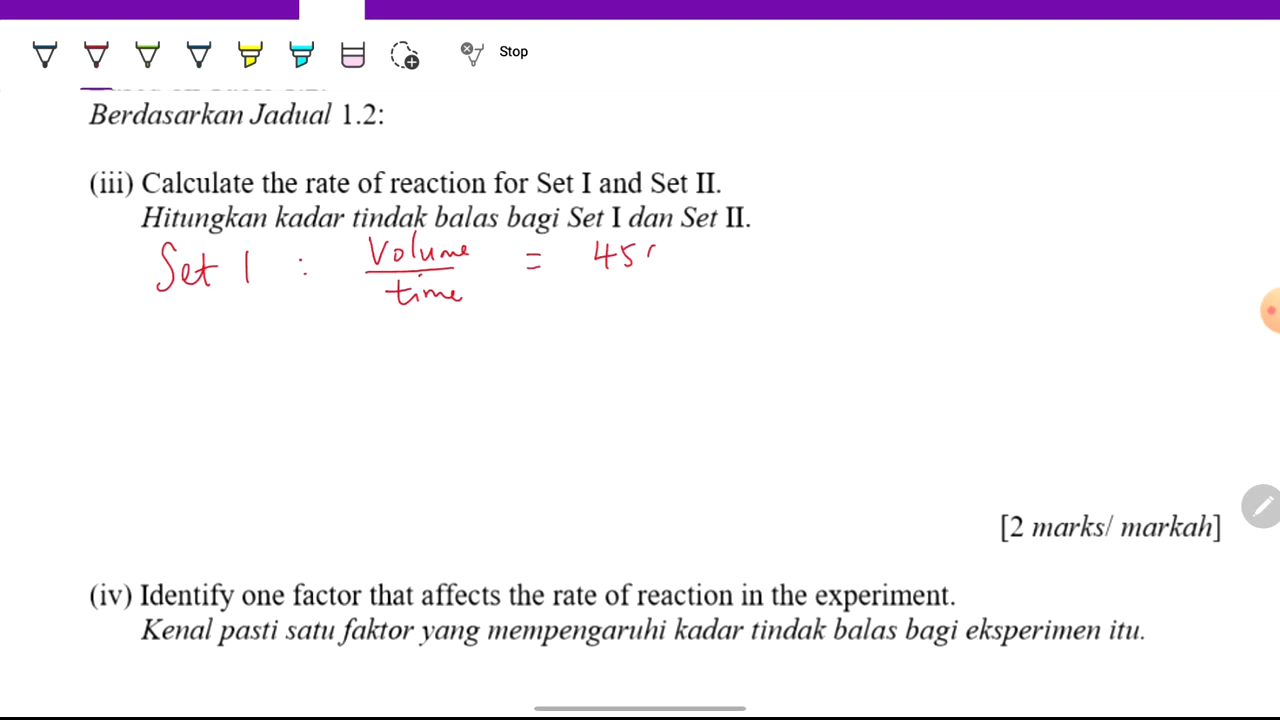 Stop
Berdasarkan Jadual 1.2:
(iii) Calculate the rate of reaction for Set I and Set II.
Hitungkan kadar tindak balas bagi Set I dan Set II.
Set 1 : Volume = 45
time
[2 marks/ markah]
(iv) Identify one factor that affects the rate of reaction in the experiment.
Kenal pasti satu faktor yang mempengaruhi kadar tindak balas bagi eksperimen itu.